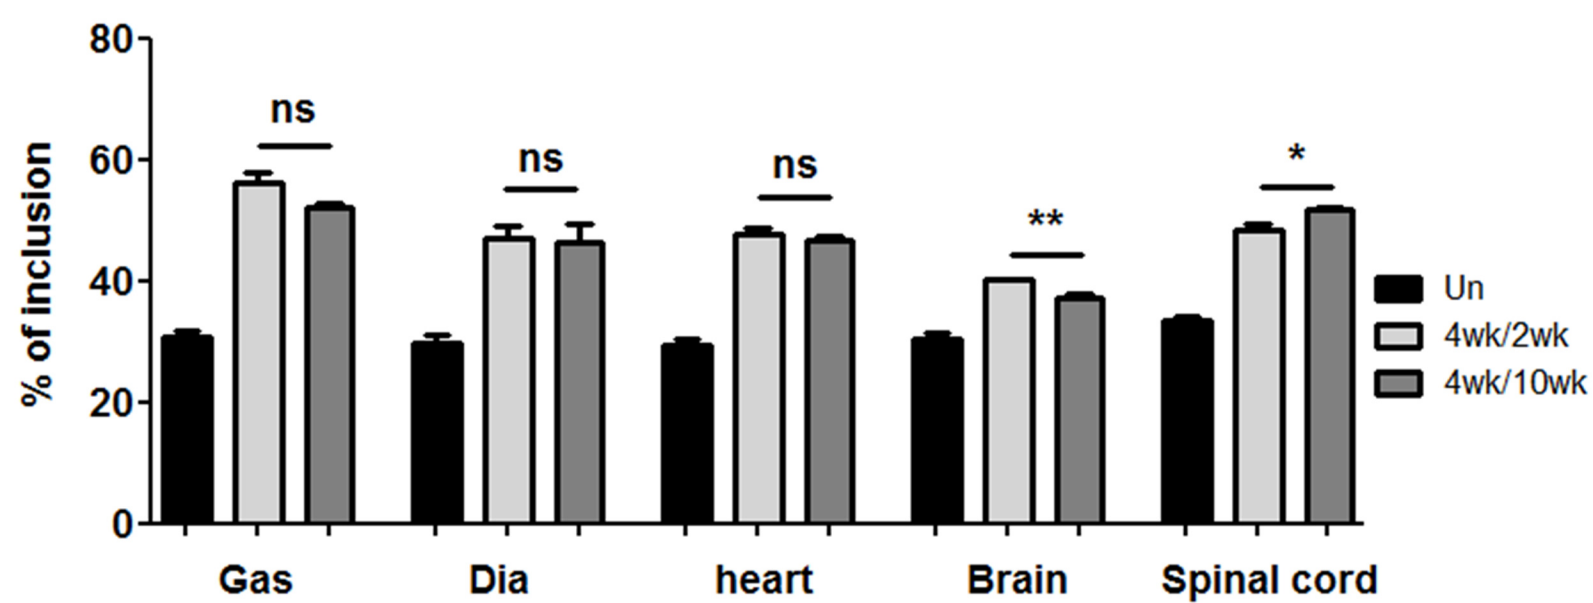 % of inclusion
80
60
40
20
0
ns
ns
ns
**
*
Gas
Dia
heart
Brain
Spinal cord
Un
4wk/2wk
4wk/10wk